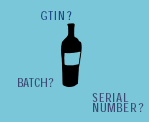 GTIN?
BATCH?
SERIAL
NUMBER?